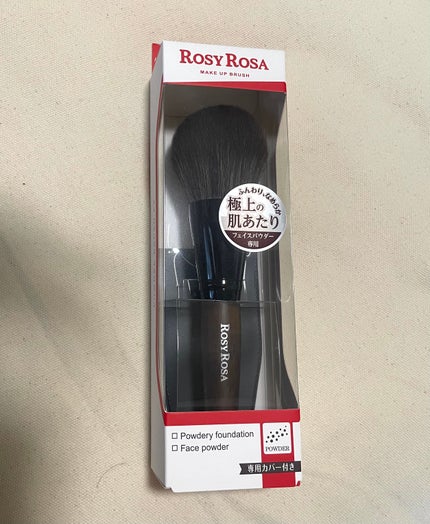 ROSY ROSA
MAKE UP BRUSH
ふんわり、なめらか
極上の
肌あたり
フェイスパウダー
専用
ROSY ROSA
□ Powdery foundation
□ Face powder
POWDER
専用カバー付き